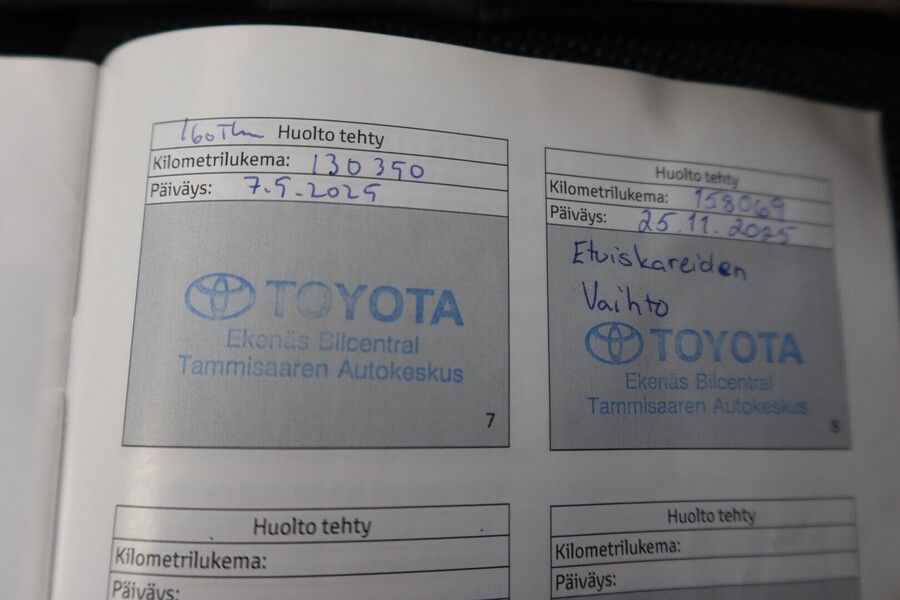 160Tkm Huolto tehty
Kilometrilukema: 130 350
Päiväys: 7.5.2025
TOYOTA
Ekenäs Bilcentral
Tammisaaren Autokeskus
7
Huolto tehty
Kilometrilukema: 158069
Päiväys: 25.11.2025
Etuiskareiden
Vaihto
TOYOTA
Ekenäs Bilcentral
Tammisaaren Autokeskus
8
Huolto tehty
Kilometrilukema:
Päiväys:
Huolto tehty
Kilometrilukema:
Päiväys: